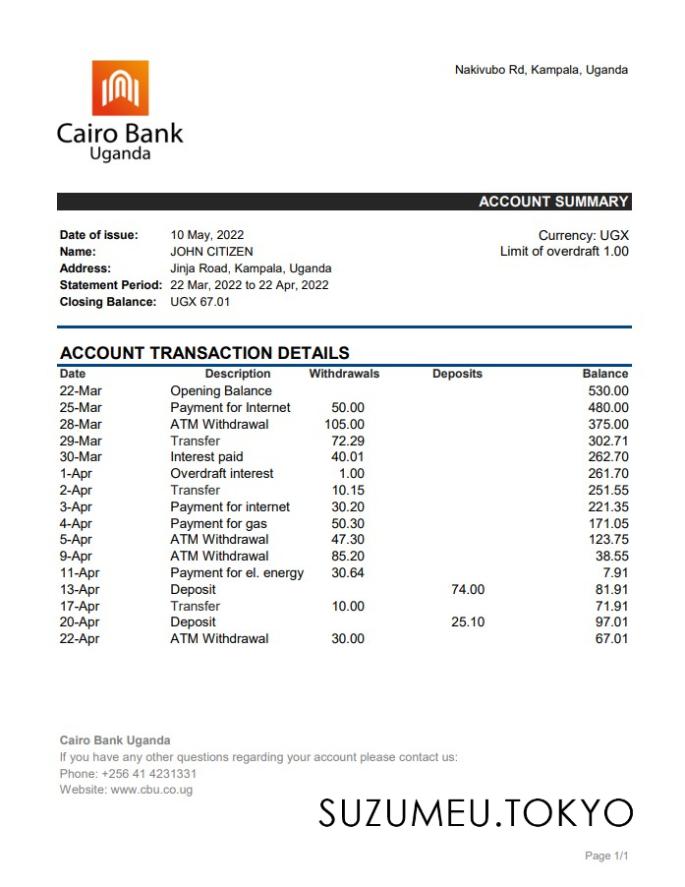 Nakivubo Rd, Kampala, Uganda
Cairo Bank
Uganda
ACCOUNT SUMMARY
Date of issue: 10 May, 2022 Currency: UGX
Name: JOHN CITIZEN Limit of overdraft 1.00
Address: Jinja Road, Kampala, Uganda
Statement Period: 22 Mar, 2022 to 22 Apr, 2022
Closing Balance: UGX 67.01
ACCOUNT TRANSACTION DETAILS
Date Description Withdrawals Deposits Balance
22-Mar Opening Balance 530.00
25-Mar Payment for Internet 50.00 480.00
28-Mar ATM Withdrawal 105.00 375.00
29-Mar Transfer 72.29 302.71
30-Mar Interest paid 40.01 262.70
1-Apr Overdraft interest 1.00 261.70
2-Apr Transfer 10.15 251.55
3-Apr Payment for internet 30.20 221.35
4-Apr Payment for gas 50.30 171.05
5-Apr ATM Withdrawal 47.30 123.75
9-Apr ATM Withdrawal 85.20 38.55
11-Apr Payment for el. energy 30.64 7.91
13-Apr Deposit 74.00 81.91
17-Apr Transfer 10.00 71.91
20-Apr Deposit 25.10 97.01
22-Apr ATM Withdrawal 30.00 67.01
Cairo Bank Uganda
If you have any other questions regarding your account please contact us:
Phone: +256 41 4231331
Website: www.cbu.co.ug
SUZUMEU.TOKYO
Page 1/1